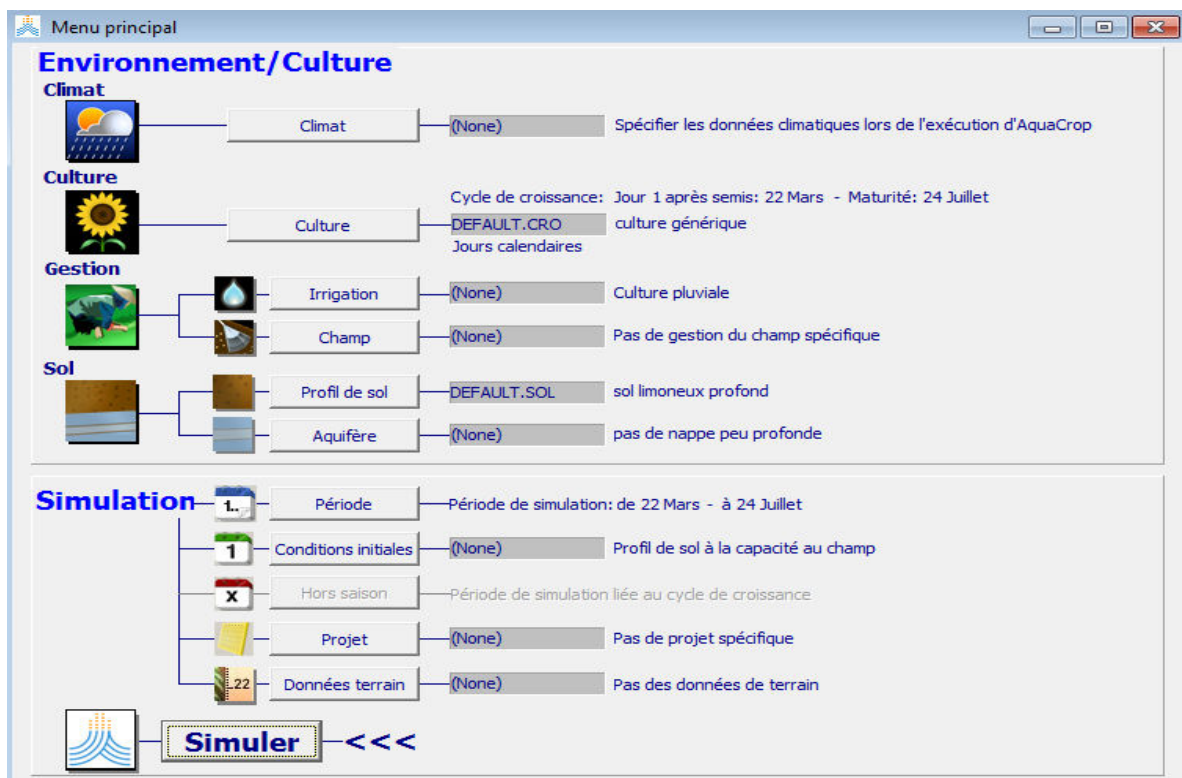 Menu principal
Environnement/Culture
Climat
Climat (None) Spécifier les données climatiques lors de l'exécution d'AquaCrop
Culture
Cycle de croissance: Jour 1 après semis: 22 Mars - Maturité: 24 Juillet
Culture DEFAULT.CRO culture générique
Jours calendaires
Gestion
Irrigation (None) Culture pluviale
Champ (None) Pas de gestion du champ spécifique
Sol
Profil de sol DEFAULT.SOL sol limoneux profond
Aquifère (None) pas de nappe peu profonde
Simulation 1.. Période Période de simulation: de 22 Mars - à 24 Juillet
1 Conditions initiales (None) Profil de sol à la capacité au champ
x Hors saison Période de simulation liée au cycle de croissance
Projet (None) Pas de projet spécifique
.22 Données terrain (None) Pas des données de terrain
Simuler <<<